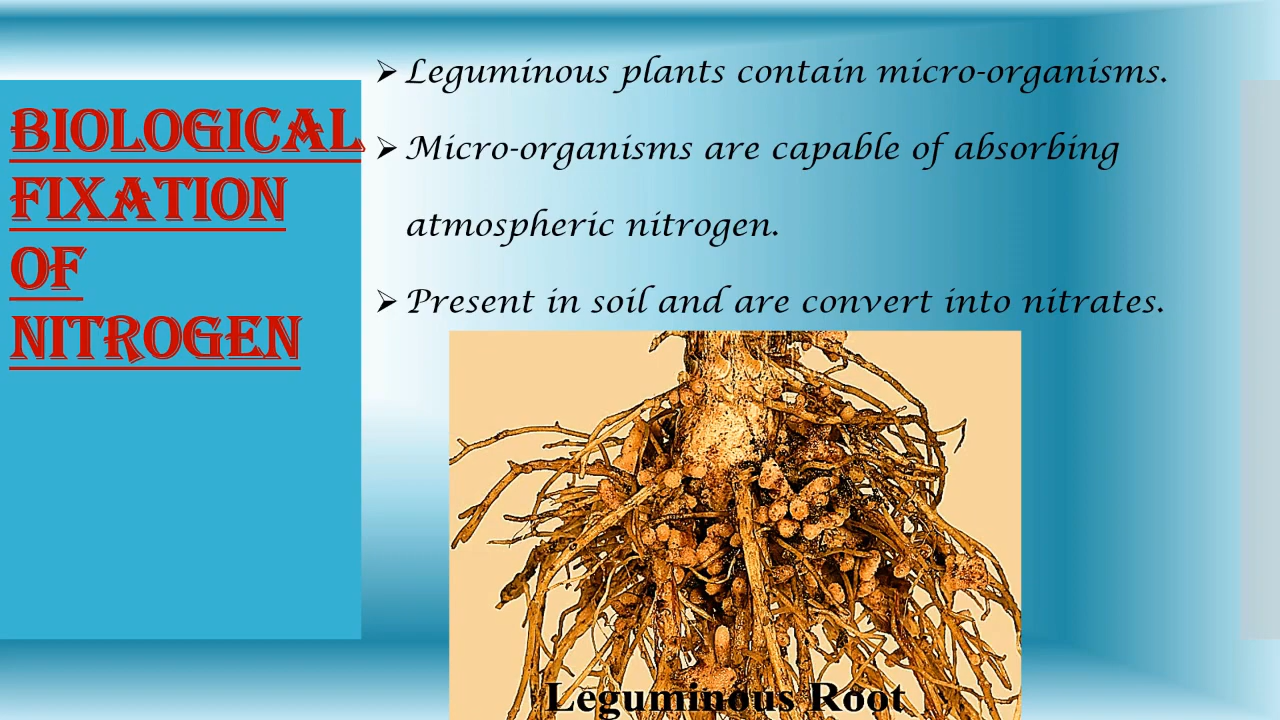 BIOLOGICAL
FIXATION
OF
NITROGEN
➢ Leguminous plants contain micro-organisms.
➢ Micro-organisms are capable of absorbing
atmospheric nitrogen.
➢ Present in soil and are convert into nitrates.
Leguminous Root